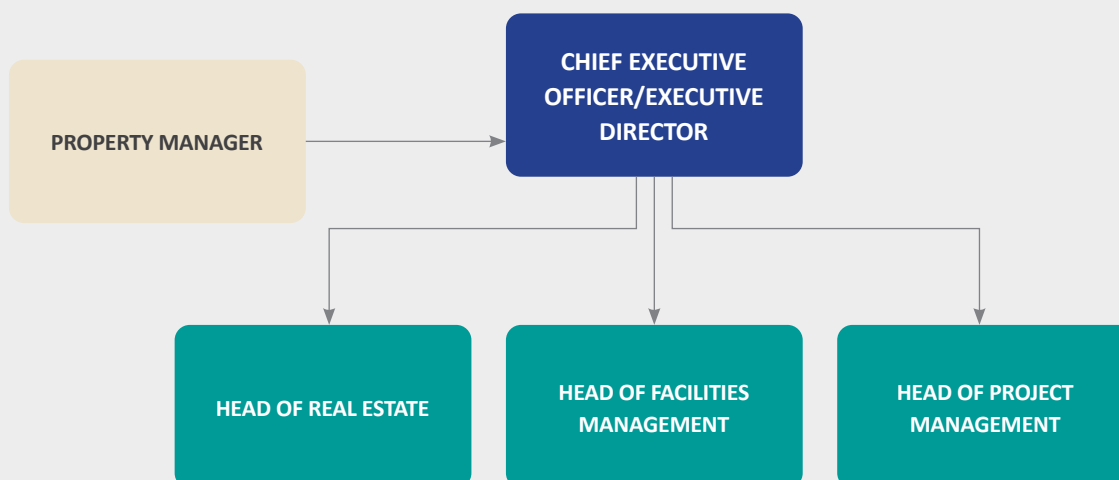 PROPERTY MANAGER
CHIEF EXECUTIVE
OFFICER/EXECUTIVE
DIRECTOR
HEAD OF REAL ESTATE
HEAD OF FACILITIES
MANAGEMENT
HEAD OF PROJECT
MANAGEMENT